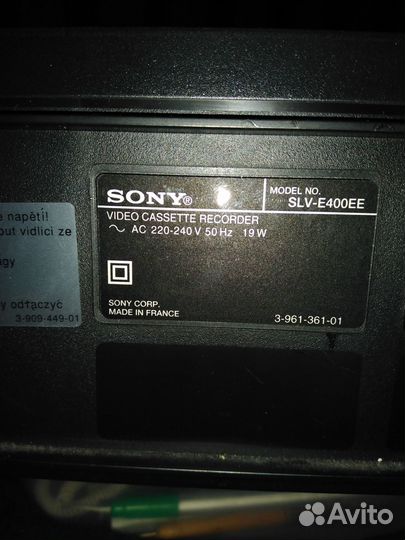 SONY®
MODEL NO.
SLV-E400EE
VIDEO CASSETTE RECORDER
~ AC 220-240 V 50 Hz 19 W
SONY CORP.
MADE IN FRANCE
3-961-361-01
napětí!
out vidlici ze
y odłączyć
3-909-449-01
Avito